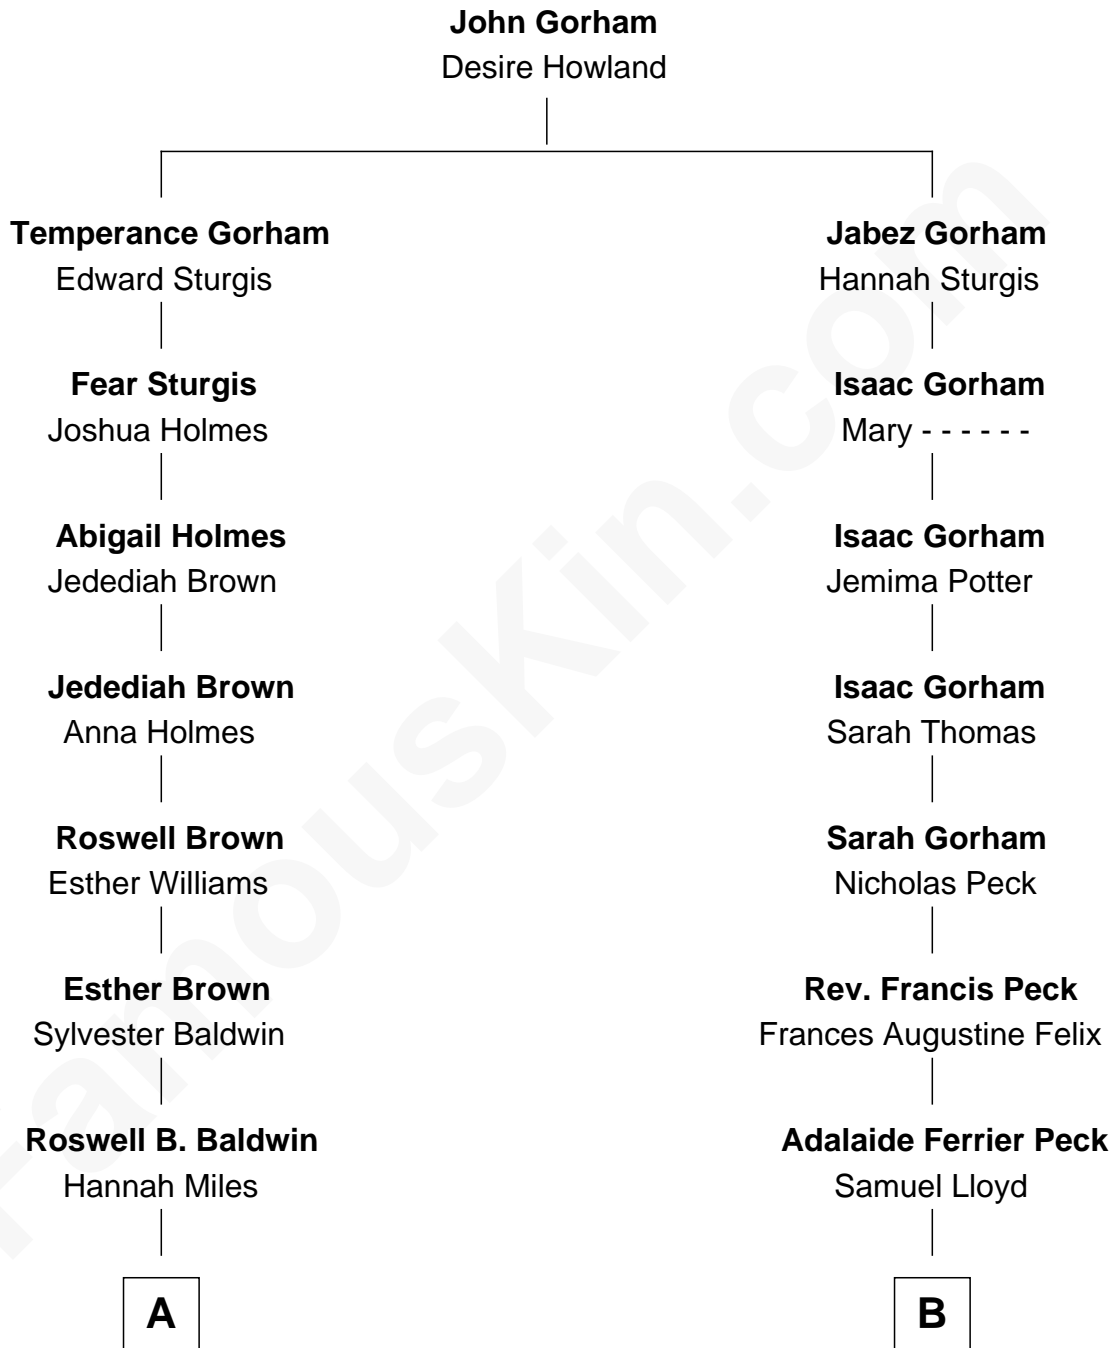 John Gorham
Desire Howland
Temperance Gorham
Edward Sturgis
Jabez Gorham
Hannah Sturgis
Fear Sturgis
Joshua Holmes
Isaac Gorham
Mary - - - - - -
Abigail Holmes
Jedediah Brown
Isaac Gorham
Jemima Potter
Jedediah Brown
Anna Holmes
Isaac Gorham
Sarah Thomas
Roswell Brown
Esther Williams
Sarah Gorham
Nicholas Peck
Esther Brown
Sylvester Baldwin
Rev. Francis Peck
Frances Augustine Felix
Roswell B. Baldwin
Hannah Miles
Adalaide Ferrier Peck
Samuel Lloyd
A
B
FamousKin.com